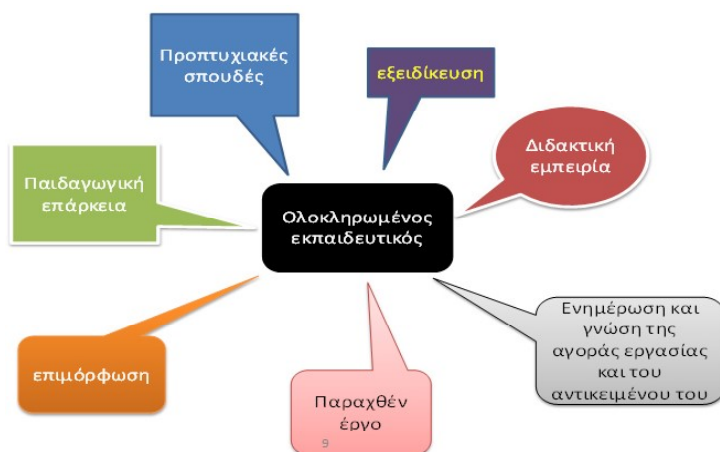 Προπτυχιακές
σπουδές
εξειδίκευση
Διδακτική
εμπειρία
Παιδαγωγική
επάρκεια
Ολοκληρωμένος
εκπαιδευτικός
επιμόρφωση
Παραχθέν
έργο
Ενημέρωση και
γνώση της
αγοράς εργασίας
και του
αντικειμένου του
9